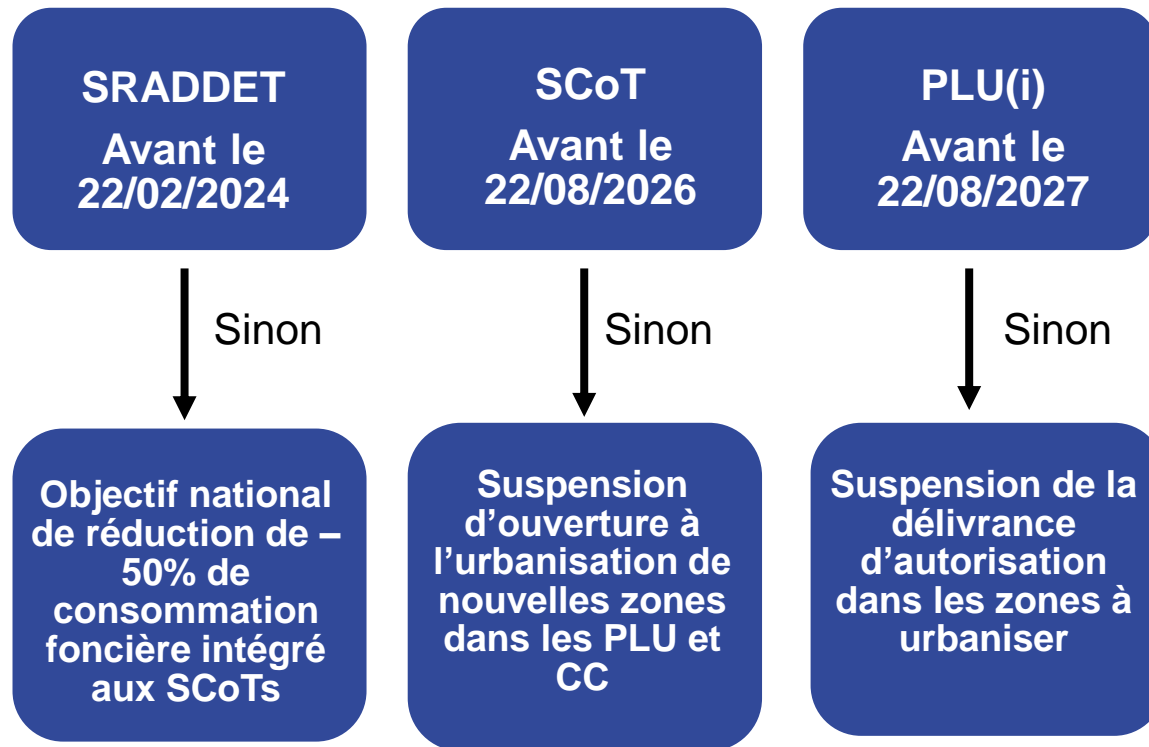 SRADDET
Avant le
22/02/2024
SCoT
Avant le
22/08/2026
PLU(i)
Avant le
22/08/2027
Sinon
Sinon
Sinon
Objectif national
de réduction de –
50% de
consommation
foncière intégré
aux SCoTs
Suspension
d’ouverture à
l’urbanisation de
nouvelles zones
dans les PLU et
CC
Suspension de la
délivrance
d’autorisation
dans les zones à
urbaniser